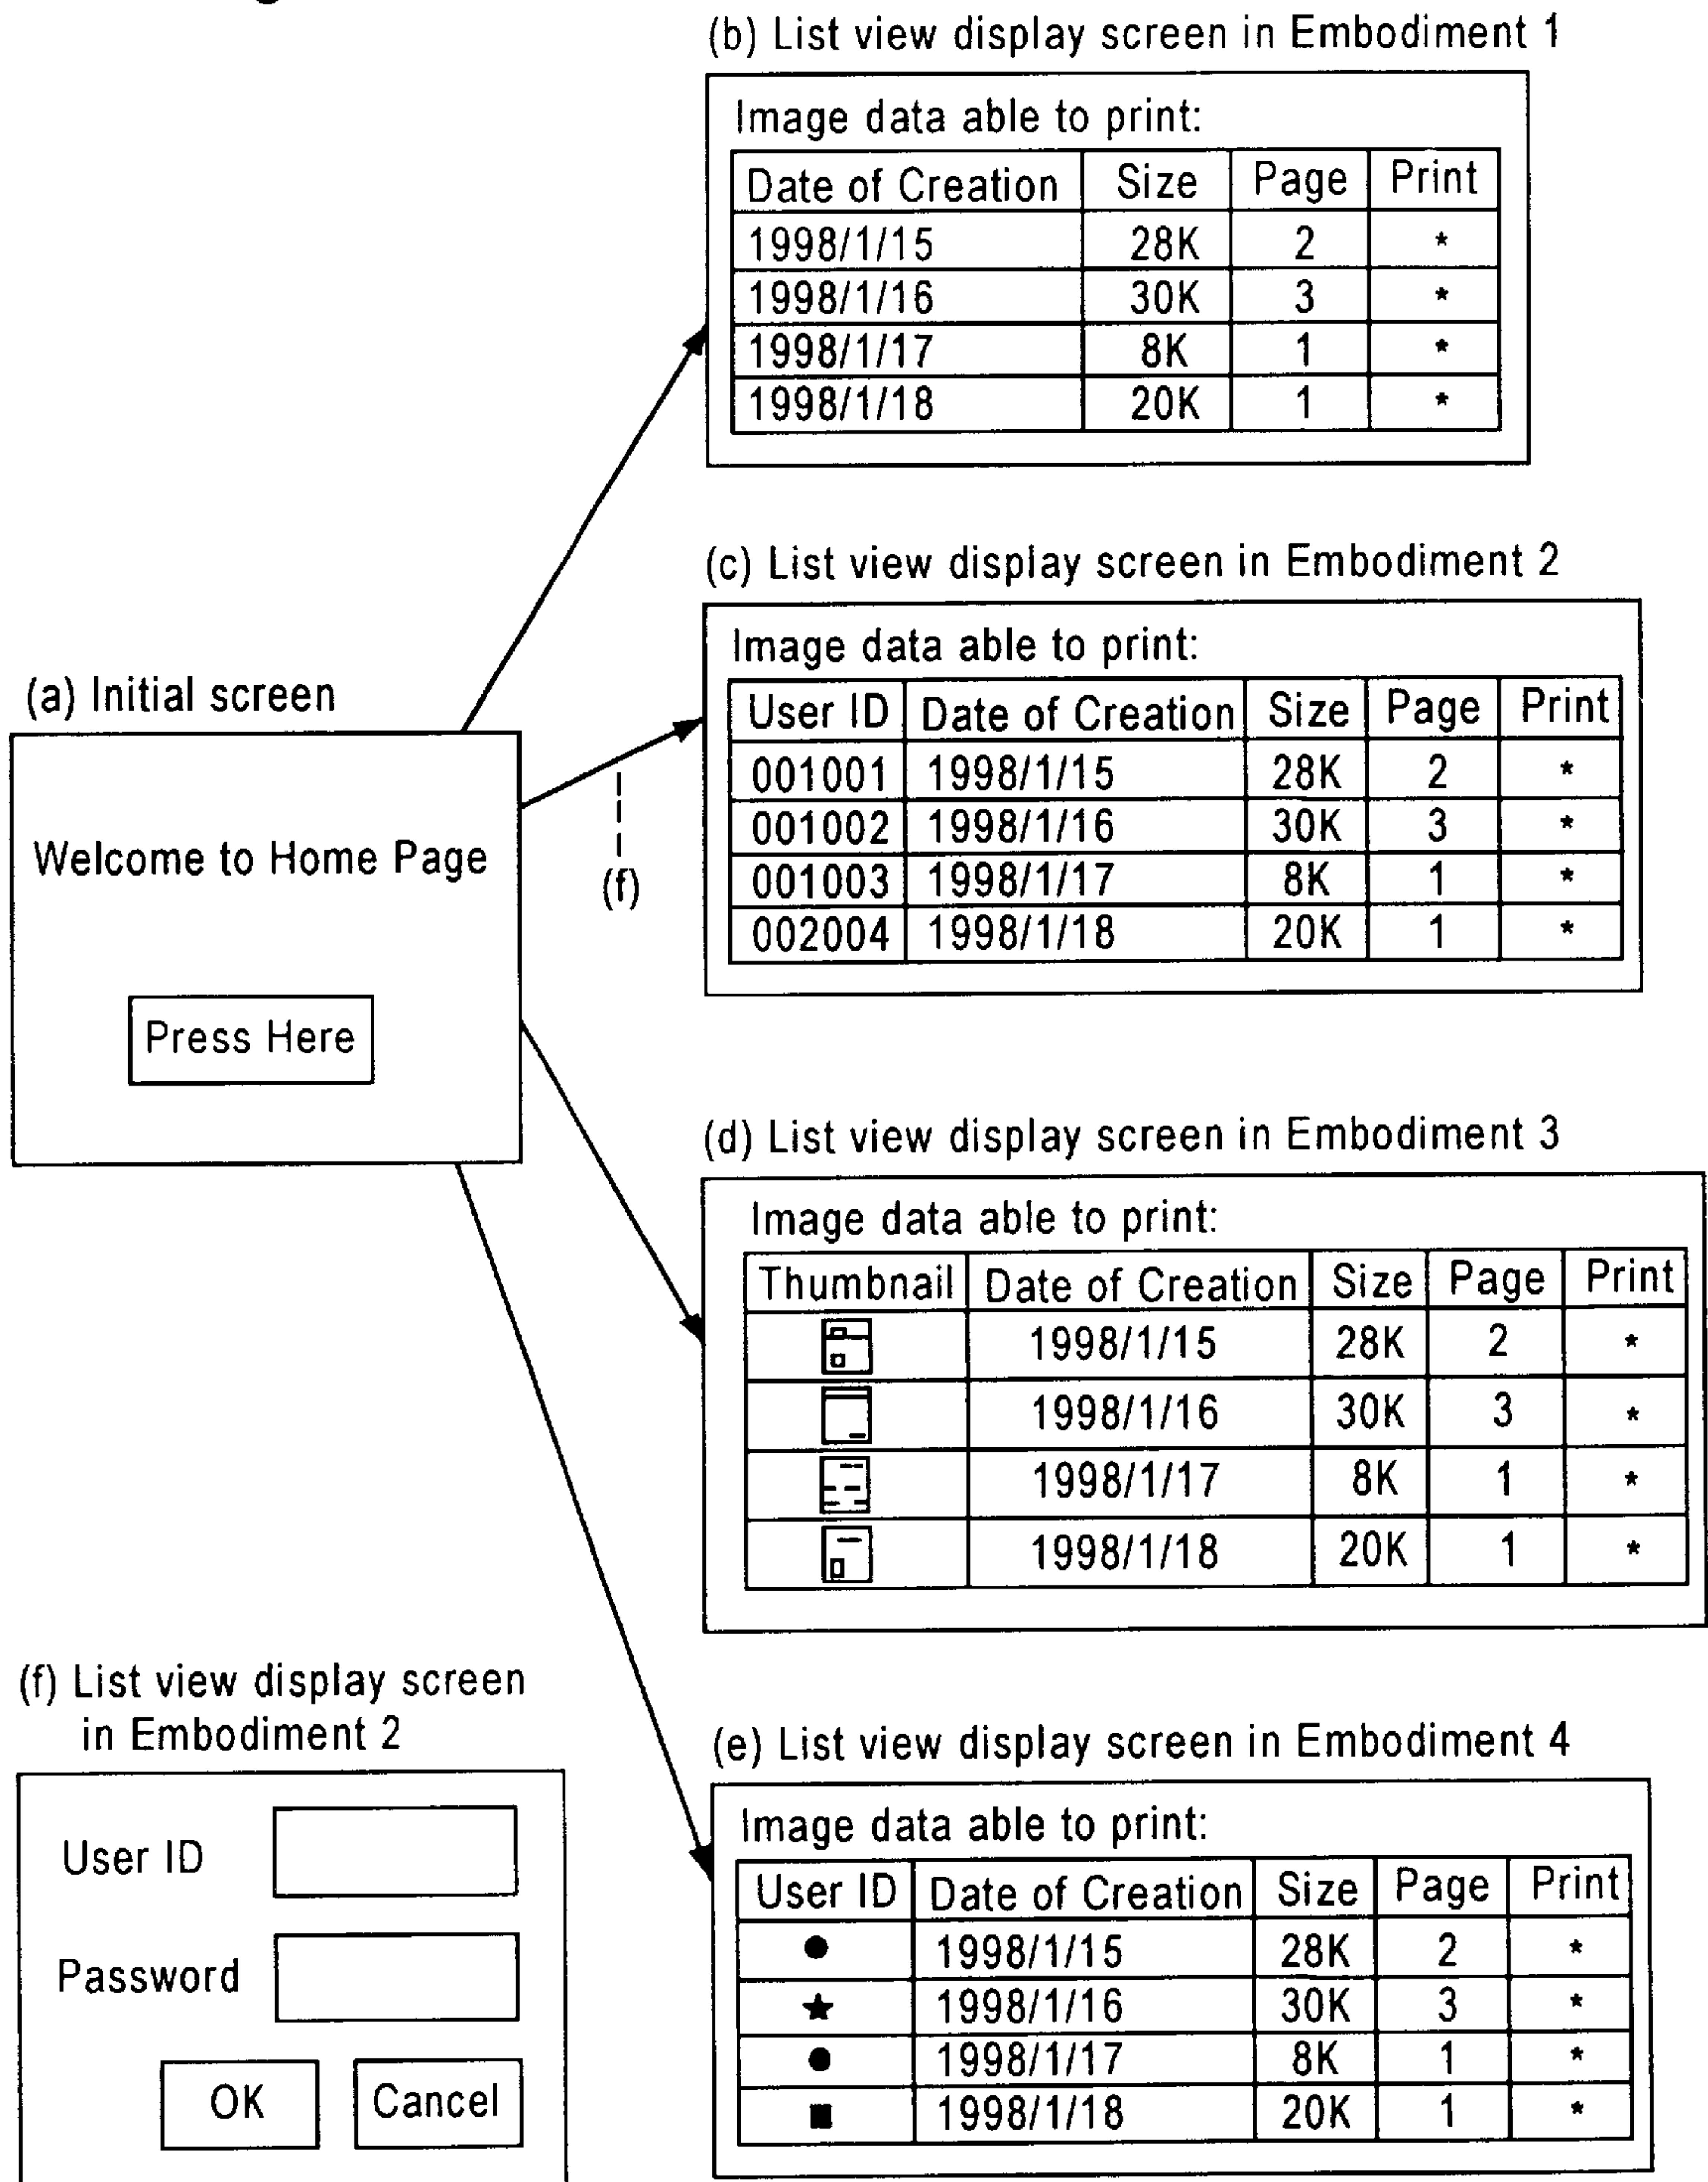 (b) List view display screen in Embodiment 1
Image data able to print:
Date of Creation Size Page Print
1998/1/15 28K 2 *
1998/1/16 30K 3 *
1998/1/17 8K 1 *
1998/1/18 20K 1 *
(c) List view display screen in Embodiment 2
Image data able to print:
User ID Date of Creation Size Page Print
001001 1998/1/15 28K 2 *
001002 1998/1/16 30K 3 *
001003 1998/1/17 8K 1 *
002004 1998/1/18 20K 1 *
(a) Initial screen
Welcome to Home Page
Press Here
(f)
(d) List view display screen in Embodiment 3
Image data able to print:
Thumbnail Date of Creation Size Page Print
1998/1/15 28K 2 *
1998/1/16 30K 3 *
1998/1/17 8K 1 *
1998/1/18 20K 1 *
(f) List view display screen
in Embodiment 2
User ID
Password
OK Cancel
(e) List view display screen in Embodiment 4
Image data able to print:
User ID Date of Creation Size Page Print
● 1998/1/15 28K 2 *
★ 1998/1/16 30K 3 *
● 1998/1/17 8K 1 *
■ 1998/1/18 20K 1 *